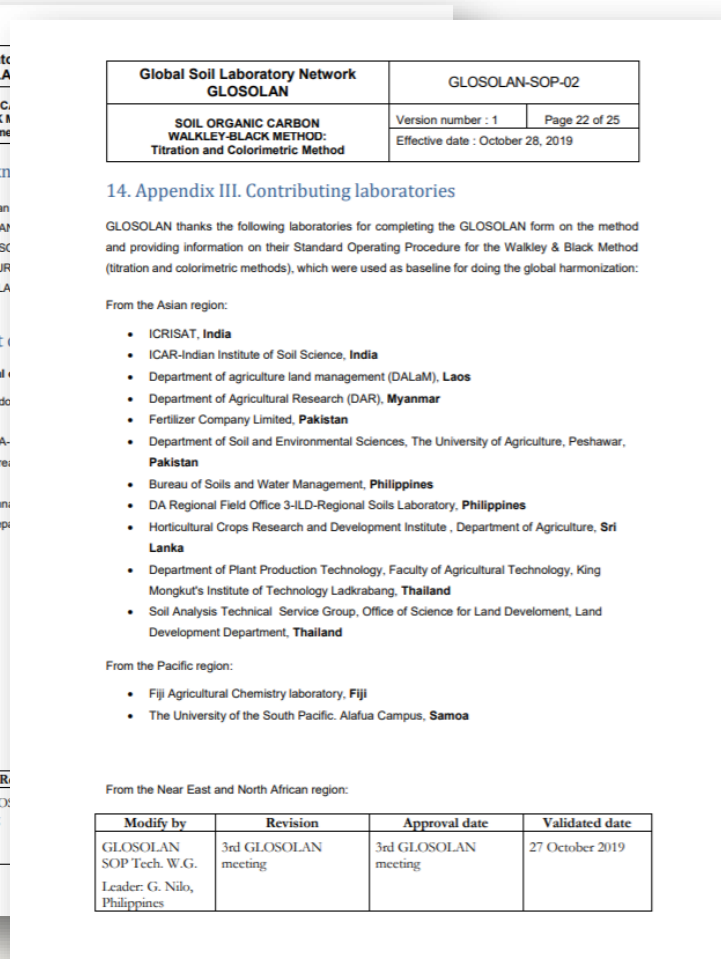 Global Soil Laboratory Network
GLOSOLAN
GLOSOLAN-SOP-02
SOIL ORGANIC CARBON
WALKLEY-BLACK METHOD:
Titration and Colorimetric Method
Version number : 1
Page 22 of 25
Effective date : October 28, 2019
14. Appendix III. Contributing laboratories
GLOSOLAN thanks the following laboratories for completing the GLOSOLAN form on the method
and providing information on their Standard Operating Procedure for the Walkley & Black Method
(titration and colorimetric methods), which were used as baseline for doing the global harmonization:
From the Asian region:
• ICRISAT, India
• ICAR-Indian Institute of Soil Science, India
• Department of agriculture land management (DALaM), Laos
• Department of Agricultural Research (DAR), Myanmar
• Fertilizer Company Limited, Pakistan
• Department of Soil and Environmental Sciences, The University of Agriculture, Peshawar,
Pakistan
• Bureau of Soils and Water Management, Philippines
• DA Regional Field Office 3-ILD-Regional Soils Laboratory, Philippines
• Horticultural Crops Research and Development Institute , Department of Agriculture, Sri
Lanka
• Department of Plant Production Technology, Faculty of Agricultural Technology, King
Mongkut's Institute of Technology Ladkrabang, Thailand
• Soil Analysis Technical Service Group, Office of Science for Land Develoment, Land
Development Department, Thailand
From the Pacific region:
• Fiji Agricultural Chemistry laboratory, Fiji
• The University of the South Pacific. Alafua Campus, Samoa
From the Near East and North African region:
Modify by Revision Approval date Validated date
GLOSOLAN 3rd GLOSOLAN 3rd GLOSOLAN 27 October 2019
SOP Tech. W.G. meeting meeting
Leader: G. Nilo,
Philippines